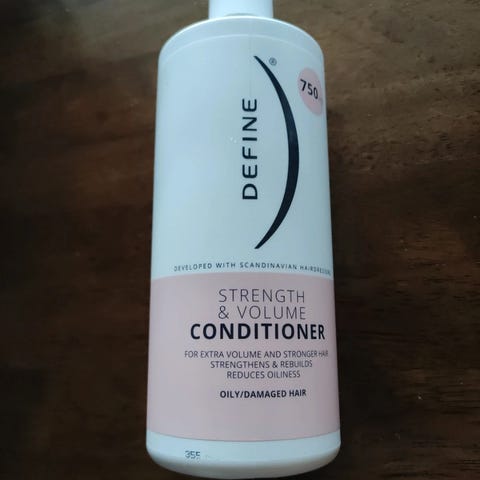 DEFINE®
750
DEVELOPED WITH SCANDINAVIAN
STRENGTH
& VOLUME
CONDITIONER
FOR EXTRA VOLUME AND STRONGER HAIR
STRENGTHENS & REBUILDS
REDUCES OILINESS
OILY/DAMAGED HAIR
355